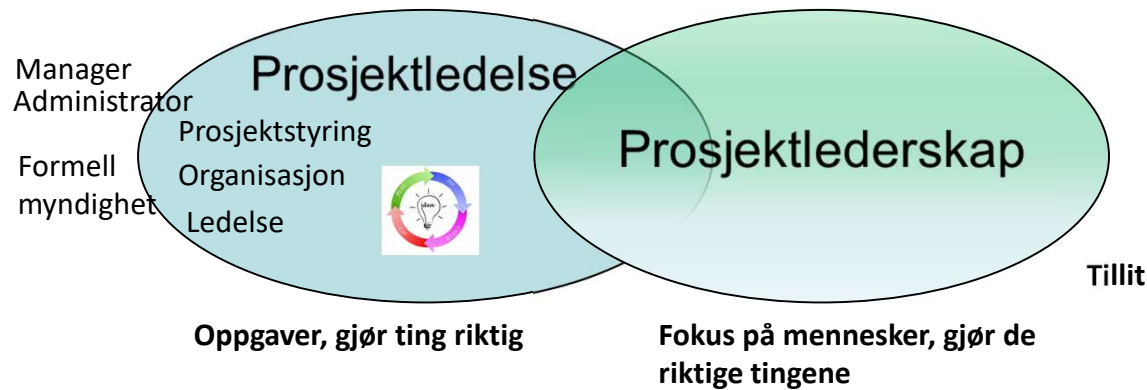 Prosjektledelse
Manager
Administrator
Prosjektstyring
Prosjektlederskap
Formell
myndighet
Organisasjon
Ledelse
idea
Tillit
Oppgaver, gjør ting riktig
Fokus på mennesker, gjør de
riktige tingene